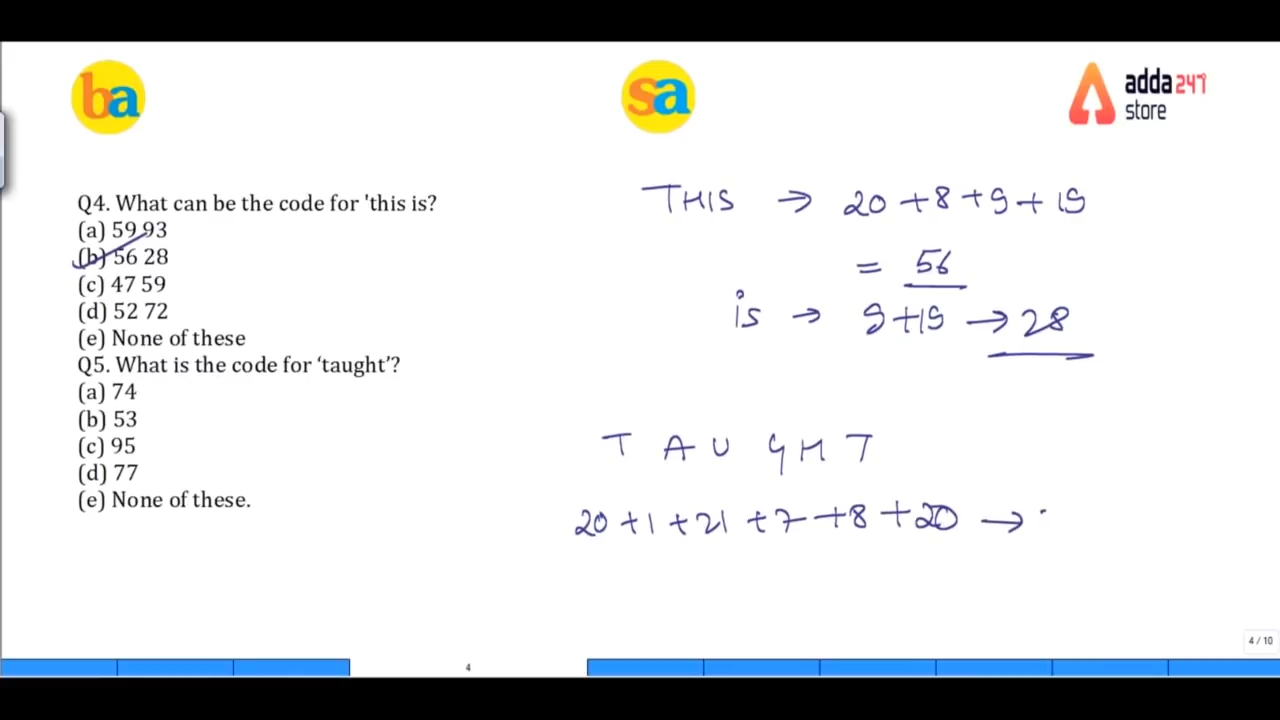 ba
sa
adda 247
store
Q4. What can be the code for 'this is?
(a) 59 93
(b) 56 28
(c) 47 59
(d) 52 72
(e) None of these
Q5. What is the code for ‘taught’?
(a) 74
(b) 53
(c) 95
(d) 77
(e) None of these.
THIS → 20 + 8 + 9 + 19
= 56
is → 9 + 19 → 28
T A U G H T
20 + 1 + 21 + 7 + 8 + 20 →
4 / 10
4